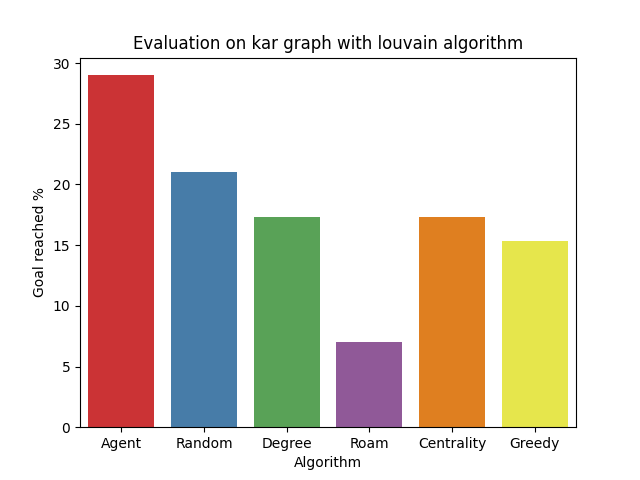 Evaluation on kar graph with louvain algorithm
Goal reached %
30
25
20
15
10
5
0
Agent Random Degree Roam Centrality Greedy
Algorithm